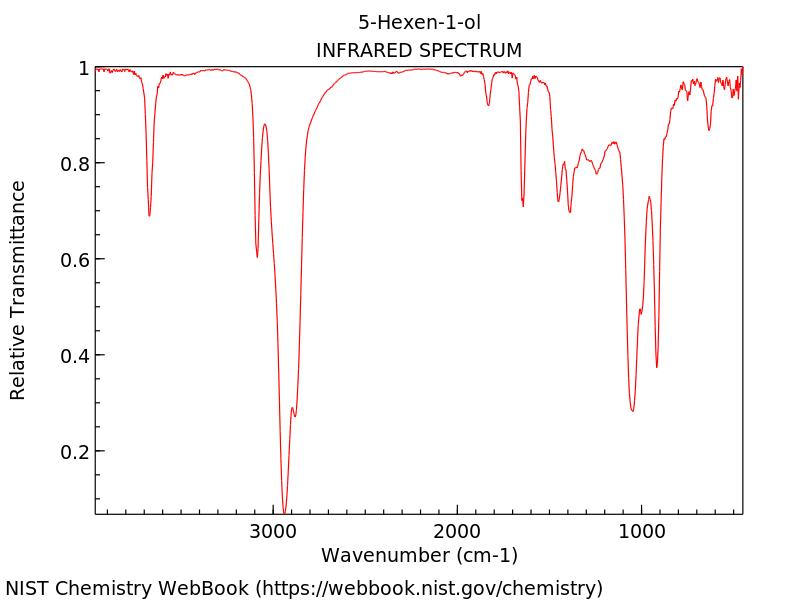 5-Hexen-1-ol
INFRARED SPECTRUM
1
0.8
0.6
0.4
0.2
Relative Transmittance
3000 2000 1000
Wavenumber (cm-1)
NIST Chemistry WebBook (https://webbook.nist.gov/chemistry)